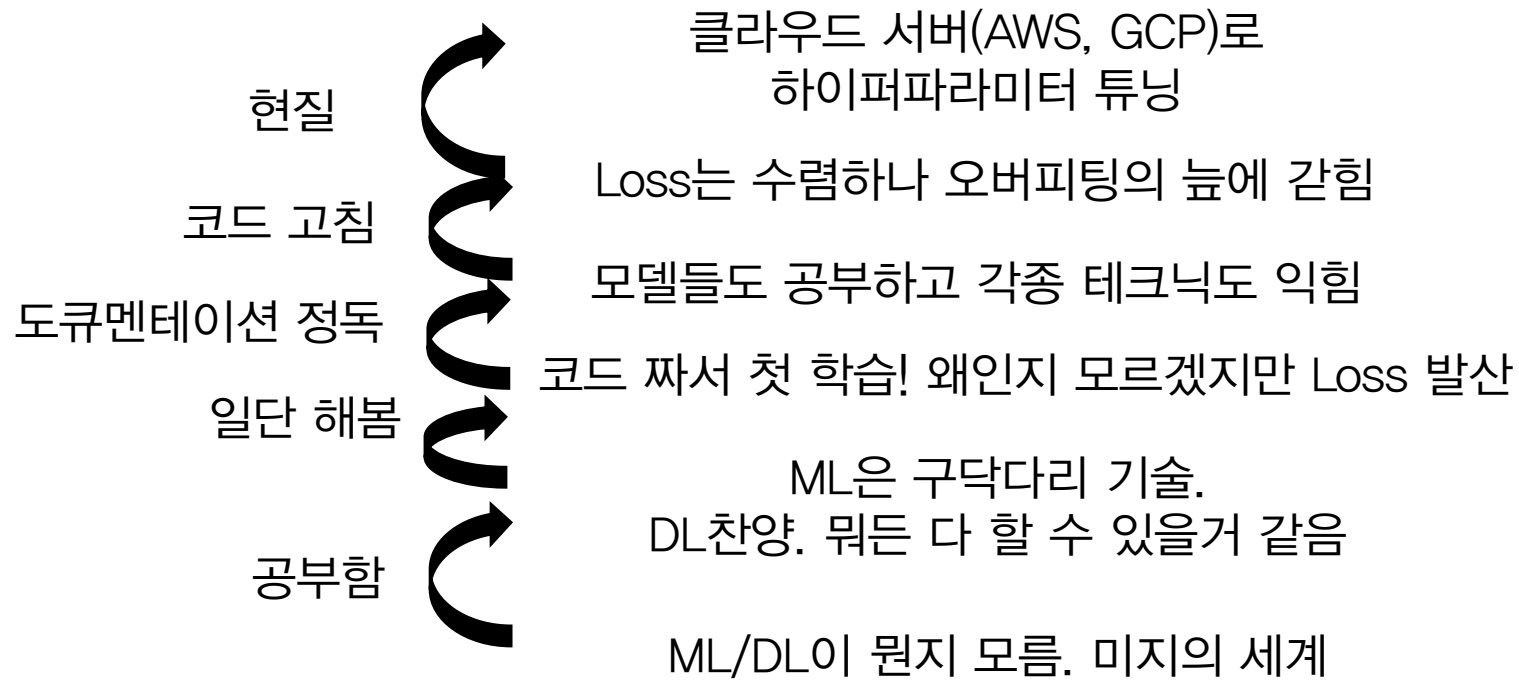 클라우드 서버(AWS, GCP)로
하이퍼파라미터 튜닝
현질
Loss는 수렴하나 오버피팅의 늪에 갇힘
코드 고침
모델들도 공부하고 각종 테크닉도 익힘
도큐멘테이션 정독
코드 짜서 첫 학습! 왜인지 모르겠지만 Loss 발산
일단 해봄
ML은 구닥다리 기술.
DL찬양. 뭐든 다 할 수 있을거 같음
공부함
ML/DL이 뭔지 모름. 미지의 세계